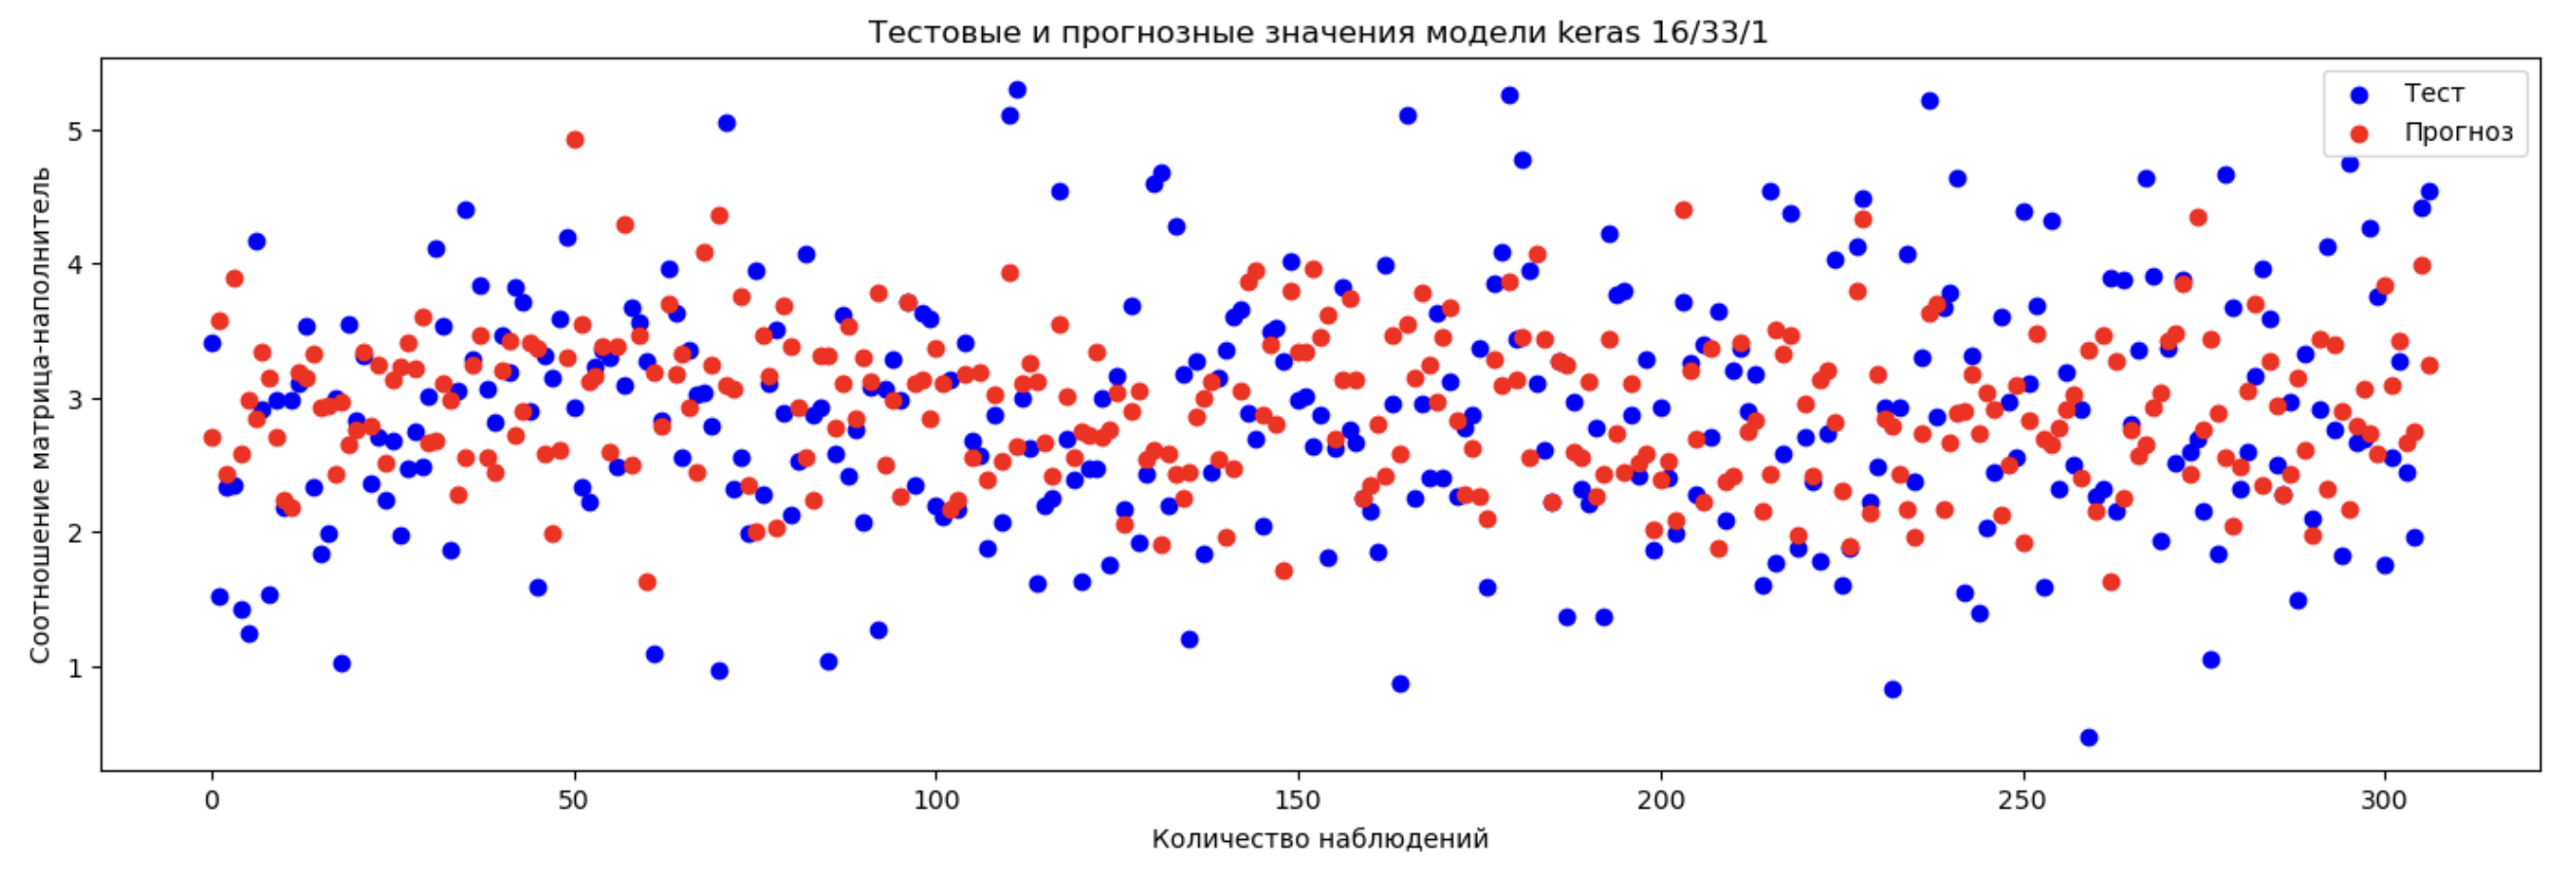 Тестовые и прогнозные значения модели keras 16/33/1
Тест
Прогноз
Соотношение матрица-наполнитель
5
4
3
2
1
0 50 100 150 200 250 300
Количество наблюдений